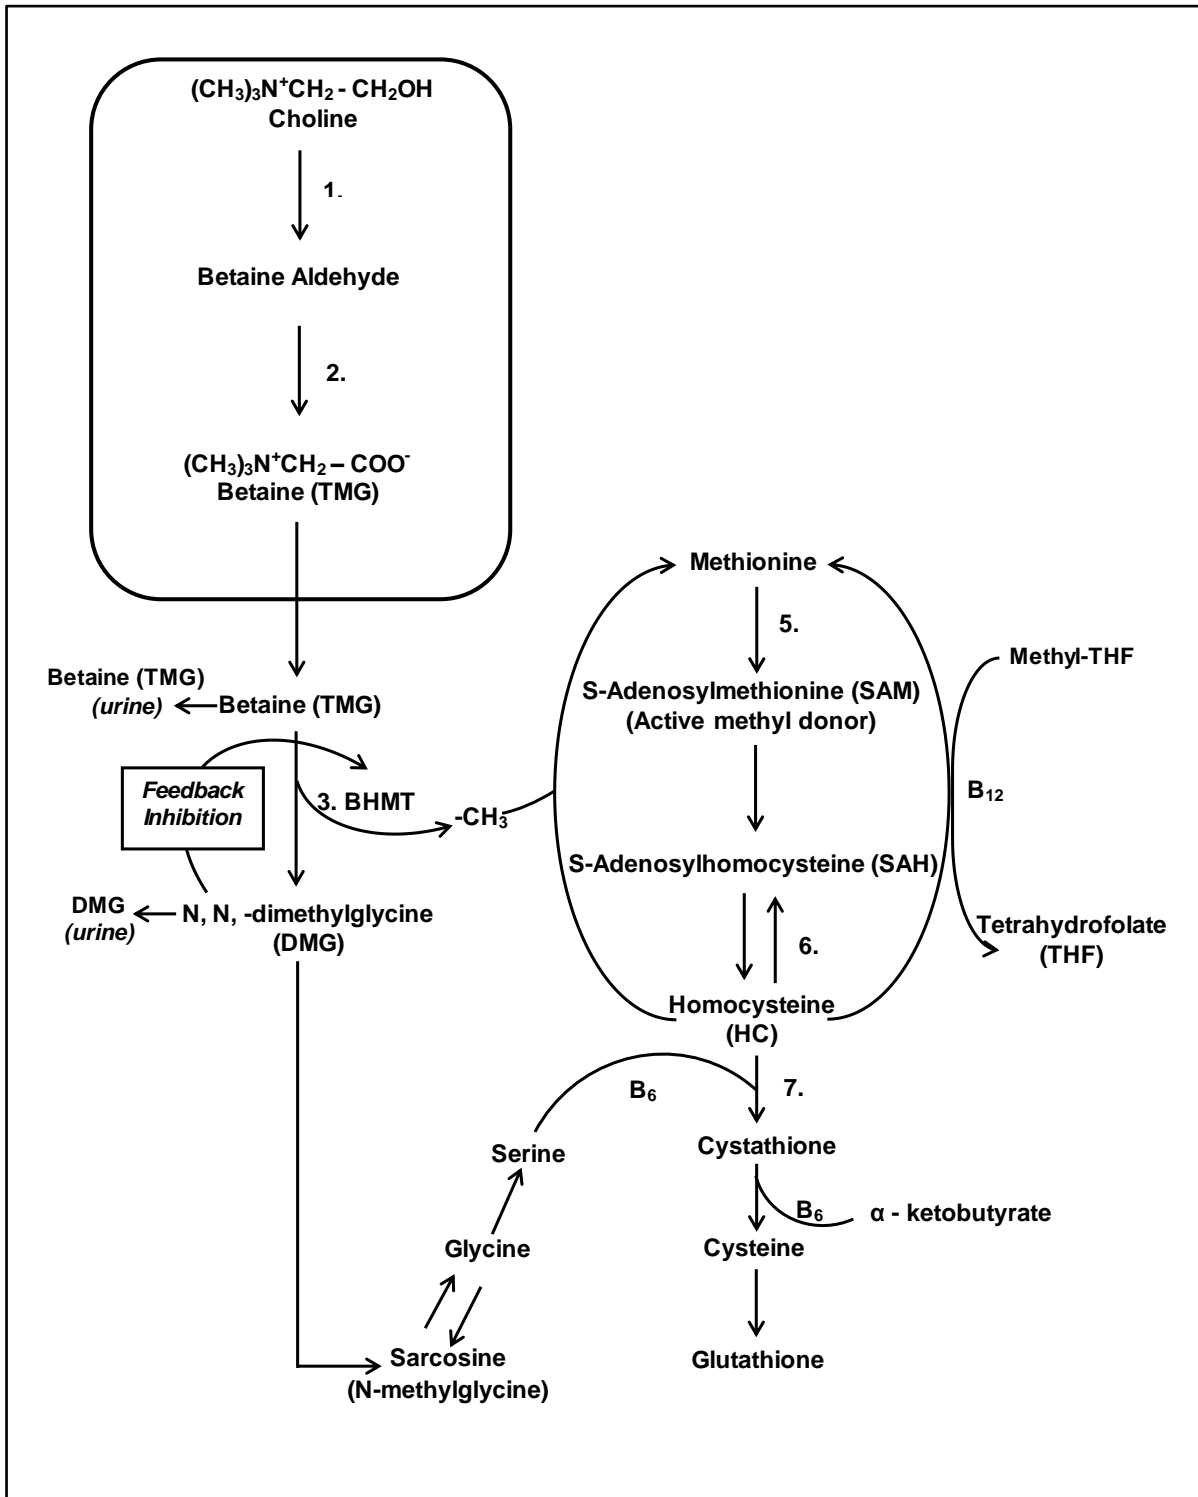 (CH₃)₃N⁺CH₂ - CH₂OH
Choline
1.
Betaine Aldehyde
2.
(CH₃)₃N⁺CH₂ – COO⁻
Betaine (TMG)
Methionine
5.
Methyl-THF
Betaine (TMG)
(urine)
Betaine (TMG)
S-Adenosylmethionine (SAM)
(Active methyl donor)
Feedback
Inhibition
3. BHMT
-CH₃
B₁₂
S-Adenosylhomocysteine (SAH)
DMG
(urine)
N, N, -dimethylglycine
(DMG)
6.
Tetrahydrofolate
(THF)
Homocysteine
(HC)
B₆
7.
Serine
Cystathione
B₆
α - ketobutyrate
Glycine
Cysteine
Sarcosine
(N-methylglycine)
Glutathione